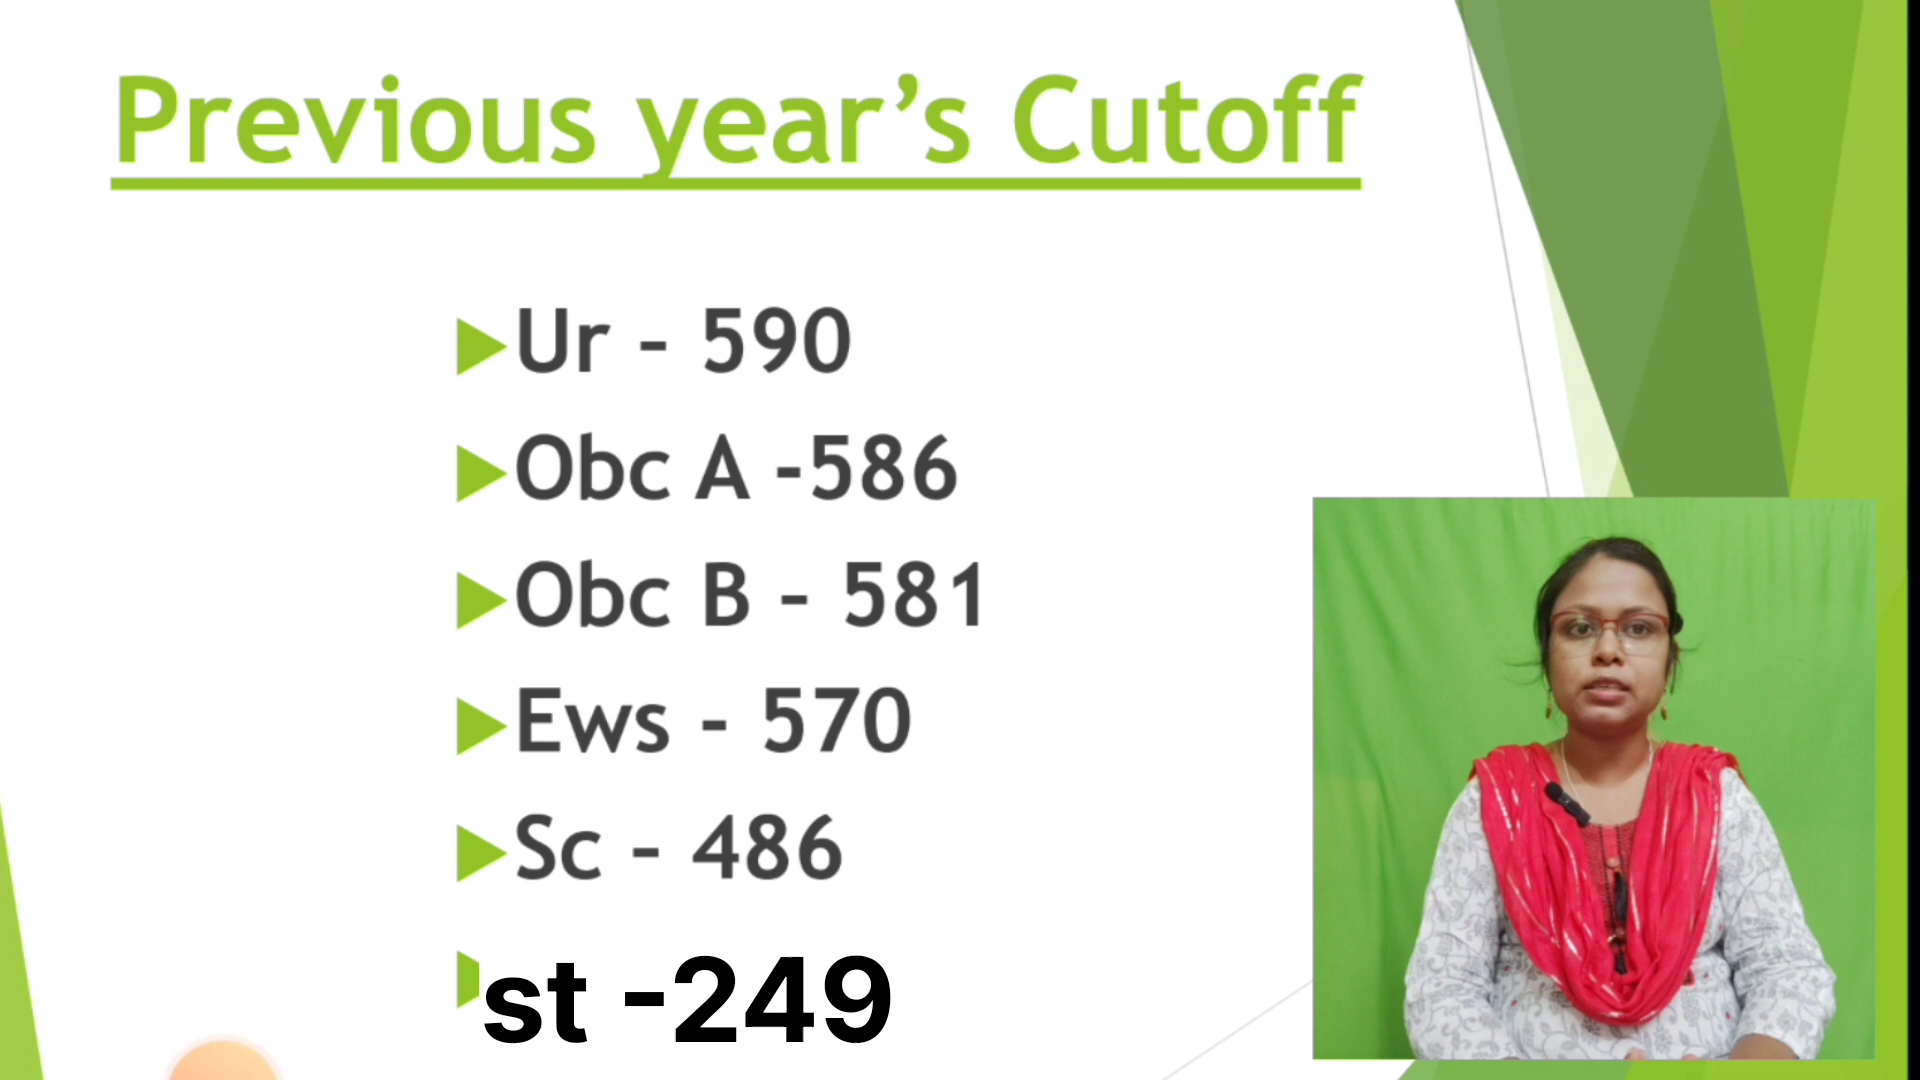 Previous year’s Cutoff
Ur - 590
Obc A -586
Obc B - 581
Ews - 570
Sc - 486
st -249